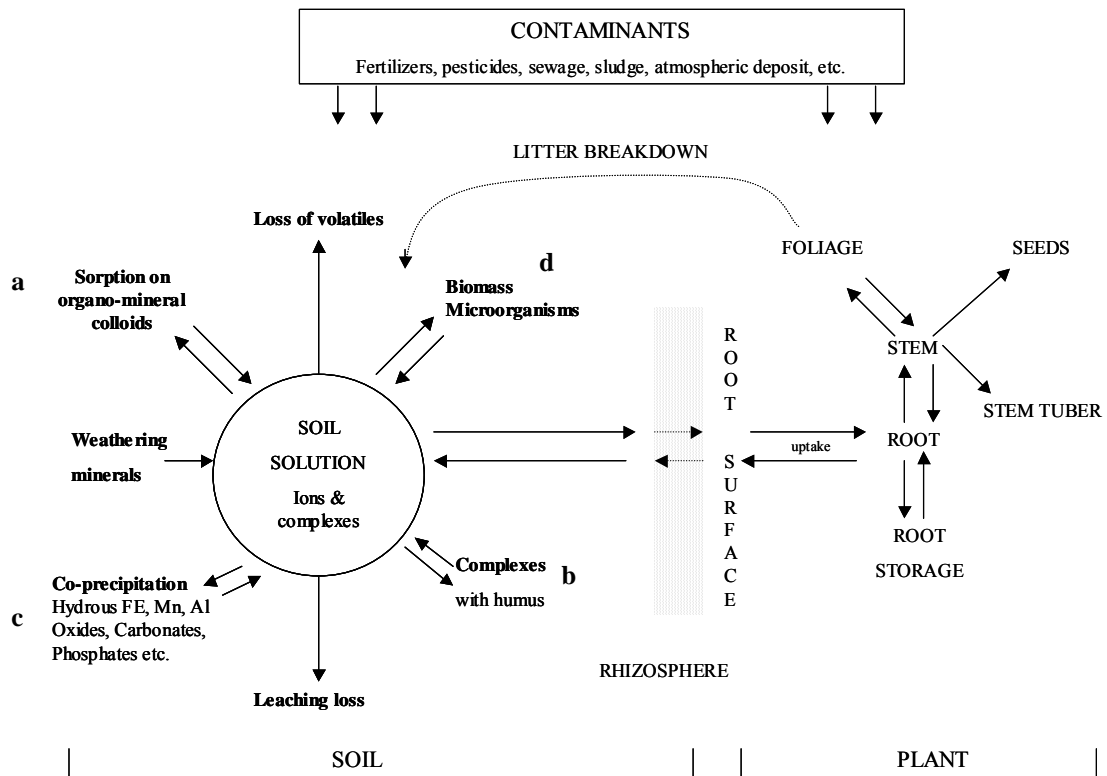 CONTAMINANTS
Fertilizers, pesticides, sewage, sludge, atmospheric deposit, etc.
LITTER BREAKDOWN
Loss of volatiles
a
Sorption on
organo-mineral
colloids
d
Biomass
Microorganisms
FOLIAGE
SEEDS
STEM
STEM TUBER
ROOT
ROOT
STORAGE
uptake
ROOT
SURFACE
Weathering
minerals
SOIL
SOLUTION
Ions &
complexes
Complexes
with humus
b
c
Co-precipitation
Hydrous FE, Mn, Al
Oxides, Carbonates,
Phosphates etc.
Leaching loss
RHIZOSPHERE
SOIL
PLANT